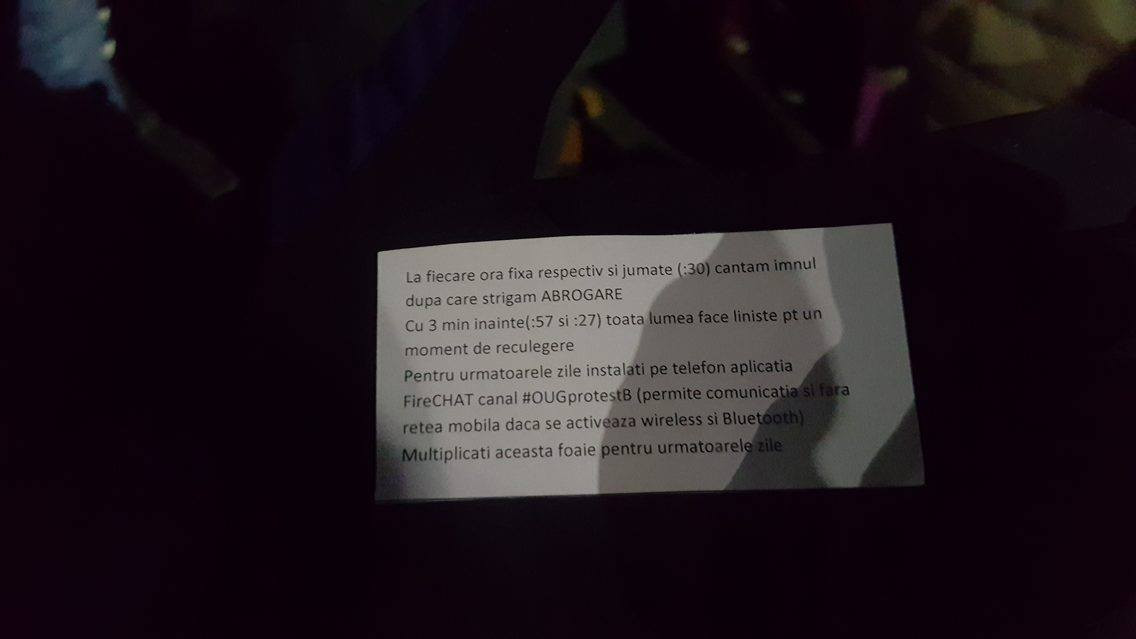 La fiecare ora fixa respectiv si jumate (:30) cantam imnul
dupa care strigam ABROGARE
Cu 3 min inainte(:57 si :27) toata lumea face liniste pt un
moment de reculegere
Pentru urmatoarele zile instalati pe telefon aplicatia
FireCHAT canal #OUGprotestB (permite comunicatia si fara
retea mobila daca se activeaza wireless si Bluetooth)
Multiplicati aceasta foaie pentru urmatoarele zile